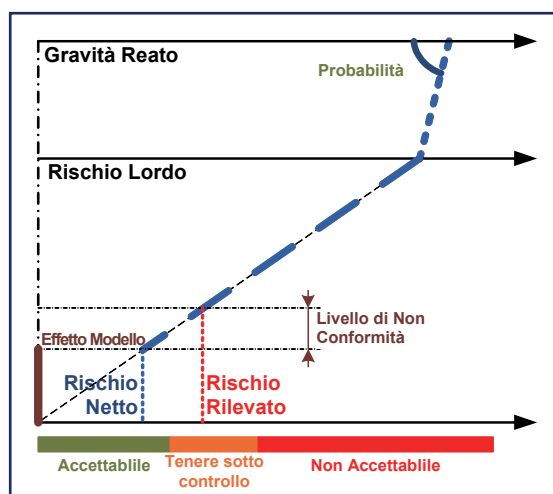 Gravità Reato
Probabilità
Rischio Lordo
Livello di Non
Conformità
Effetto Modello
Rischio
Netto
Rischio
Rilevato
Accettablile
Tenere sotto
controllo
Non Accettablile